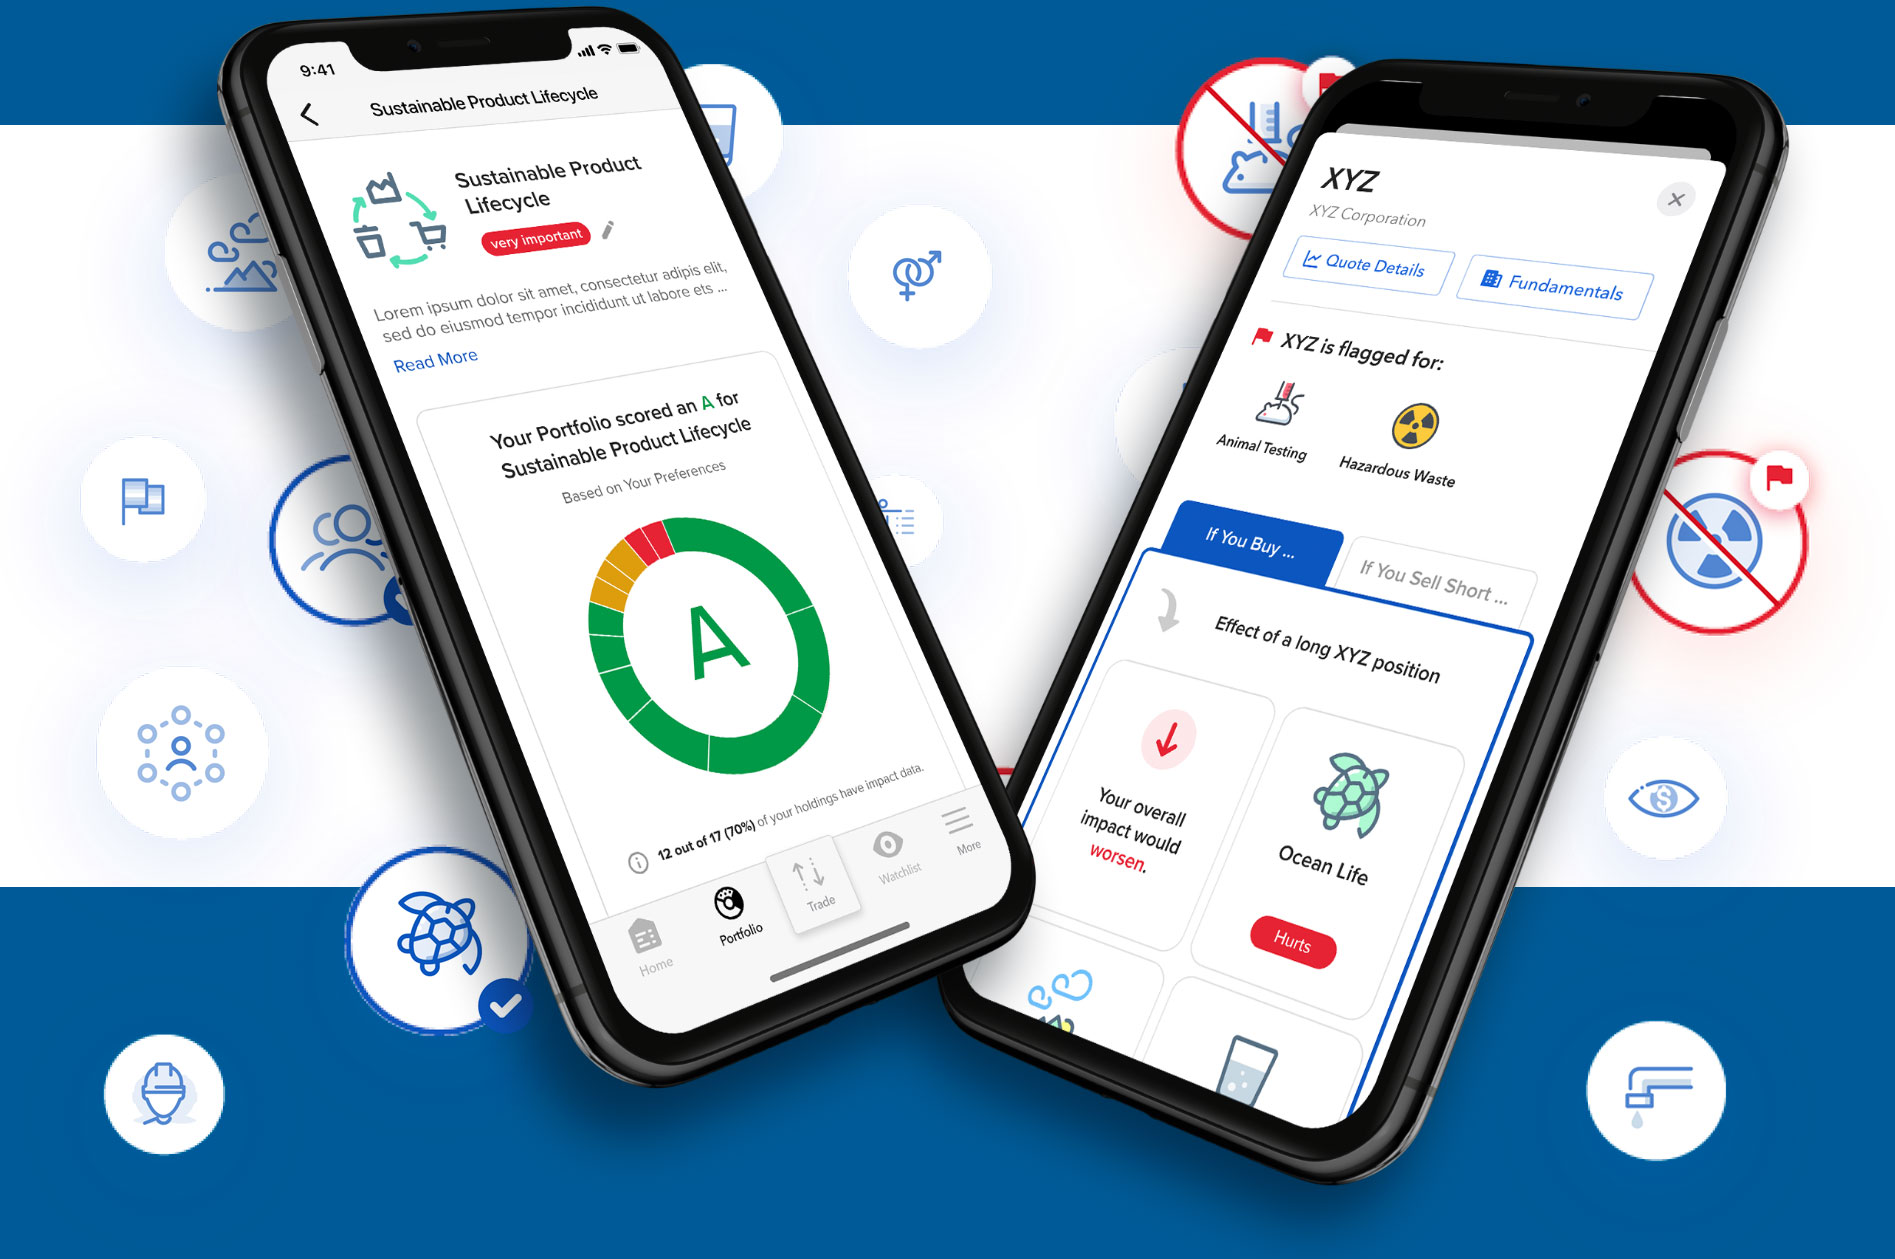 9:41
Sustainable Product Lifecycle
Sustainable Product
Lifecycle
very important
Lorem ipsum dolor sit amet, consectetur adipis elit,
sed do eiusmod tempor incididunt ut labore ets ...
Read More
Your Portfolio scored an A for
Sustainable Product Lifecycle
Based on Your Preferences
A
12 out of 17 (70%) of your holdings have impact data.
Home
Portfolio
Trade
Watchlist
More
XYZ
XYZ Corporation
Quote Details
Fundamentals
XYZ is flagged for:
Animal Testing
Hazardous Waste
If You Buy ...
If You Sell Short ...
Effect of a long XYZ position
Your overall
impact would
worsen.
Ocean Life
Hurts